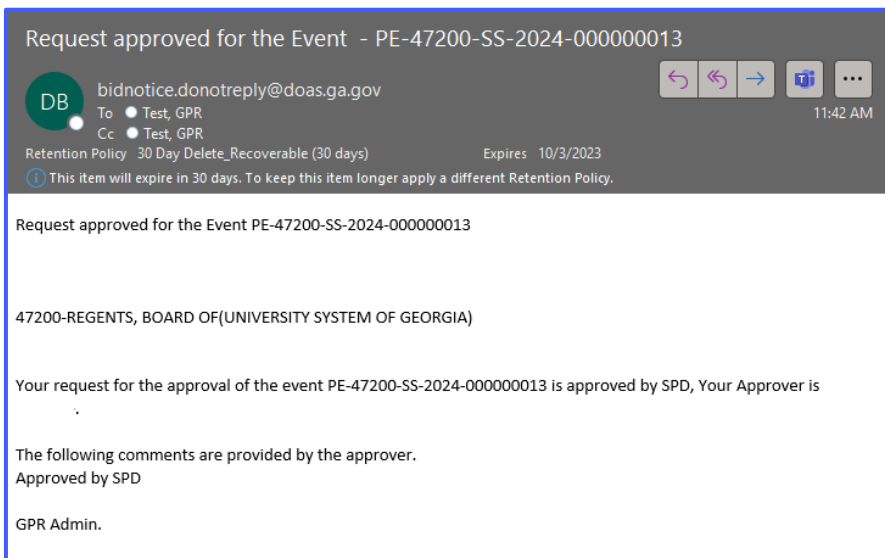 Request approved for the Event - PE-47200-SS-2024-000000013
DB
bidnotice.donotreply@doas.ga.gov
To Test, GPR
Cc Test, GPR
11:42 AM
Retention Policy 30 Day Delete_Recoverable (30 days) Expires 10/3/2023
This item will expire in 30 days. To keep this item longer apply a different Retention Policy.
Request approved for the Event PE-47200-SS-2024-000000013
47200-REGENTS, BOARD OF(UNIVERSITY SYSTEM OF GEORGIA)
Your request for the approval of the event PE-47200-SS-2024-000000013 is approved by SPD, Your Approver is
.
The following comments are provided by the approver.
Approved by SPD
GPR Admin.